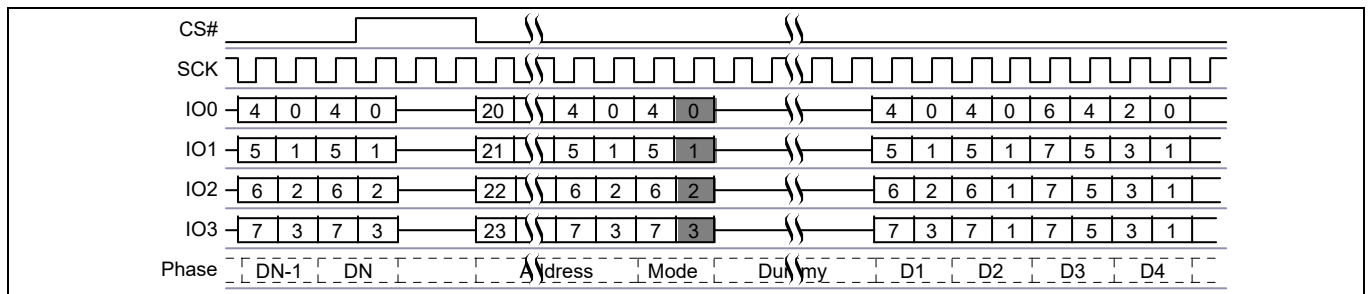 CS#
SCK
IO0 4 0 4 0 20 4 0 4 0 4 0 4 0 6 4 2 0
IO1 5 1 5 1 21 5 1 5 1 5 1 5 1 7 5 3 1
IO2 6 2 6 2 22 6 2 6 2 6 2 6 1 7 5 3 1
IO3 7 3 7 3 23 7 3 7 3 7 3 7 1 7 5 3 1
Phase DN-1 DN Address Mode Dummy D1 D2 D3 D4